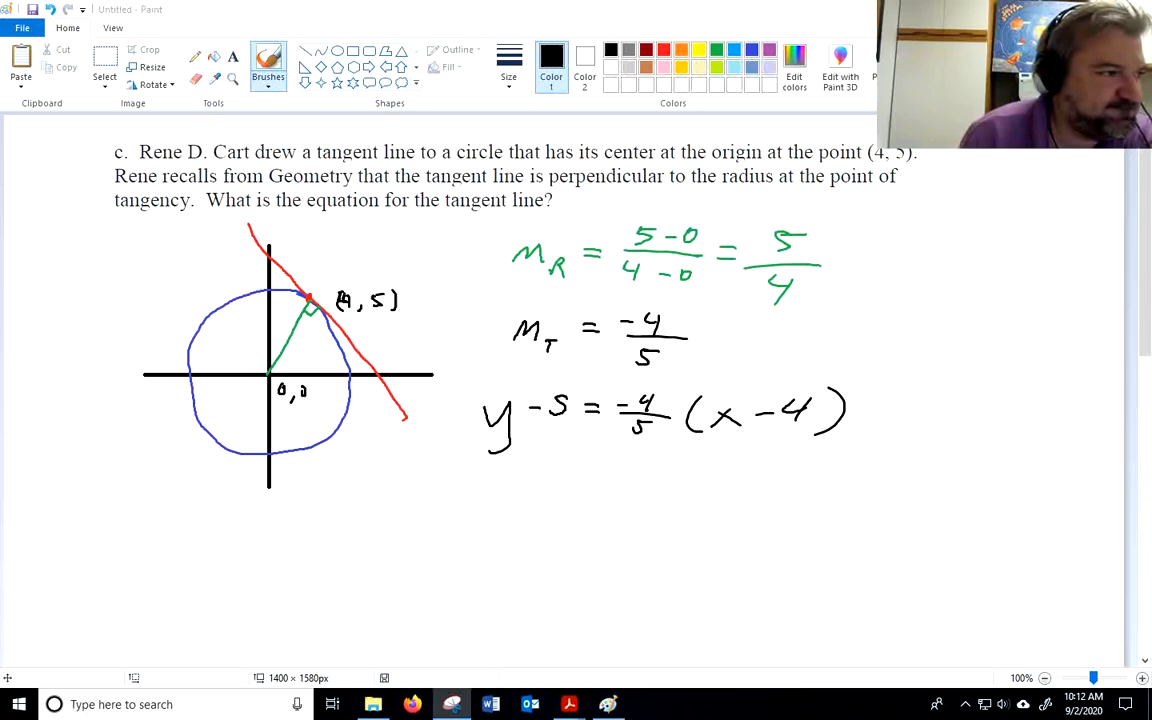 Untitled - Paint
File Home View
Paste
Cut
Copy
Clipboard
Select
Crop
Resize
Rotate
Image
Tools
Brushes
Shapes
Outline
Fill
Size
Color 1
Color 2
Colors
Edit colors
Edit with Paint 3D
c. Rene D. Cart drew a tangent line to a circle that has its center at the origin at the point (4, 5).
Rene recalls from Geometry that the tangent line is perpendicular to the radius at the point of
tangency. What is the equation for the tangent line?
(4, 5)
0, 0
m_R = 5-0/4-0 = 5/4
m_T = -4/5
y - 5 = -4/5 (x - 4)
1400 × 1580px
100%
Type here to search
10:12 AM
9/2/2020